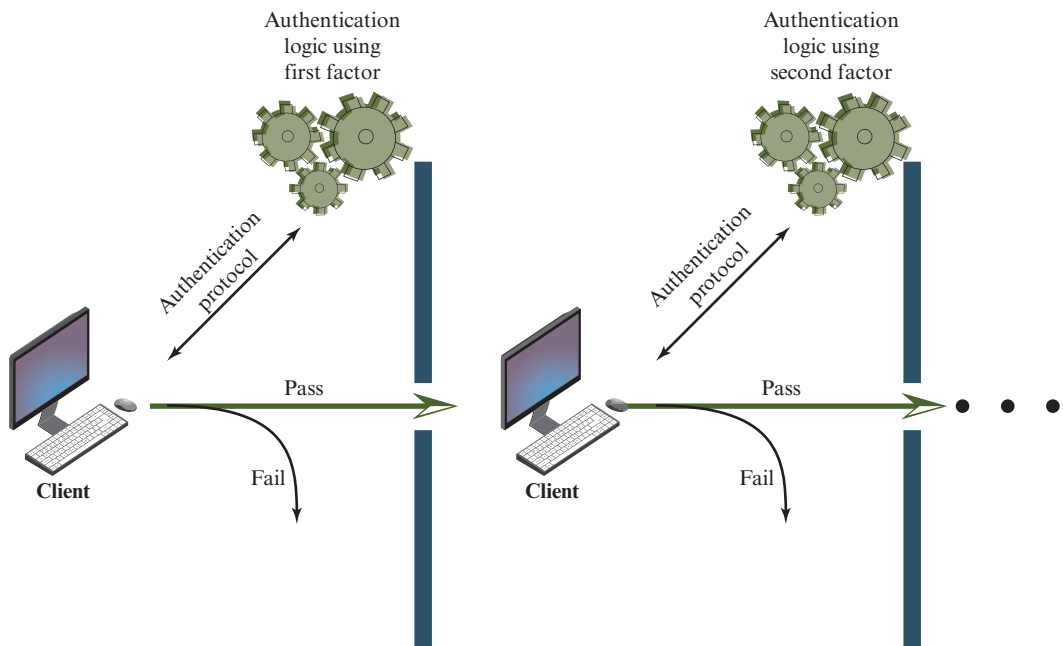 Authentication
logic using
first factor
Authentication
protocol
Pass
Fail
Client
Authentication
logic using
second factor
Authentication
protocol
Pass
Fail
Client